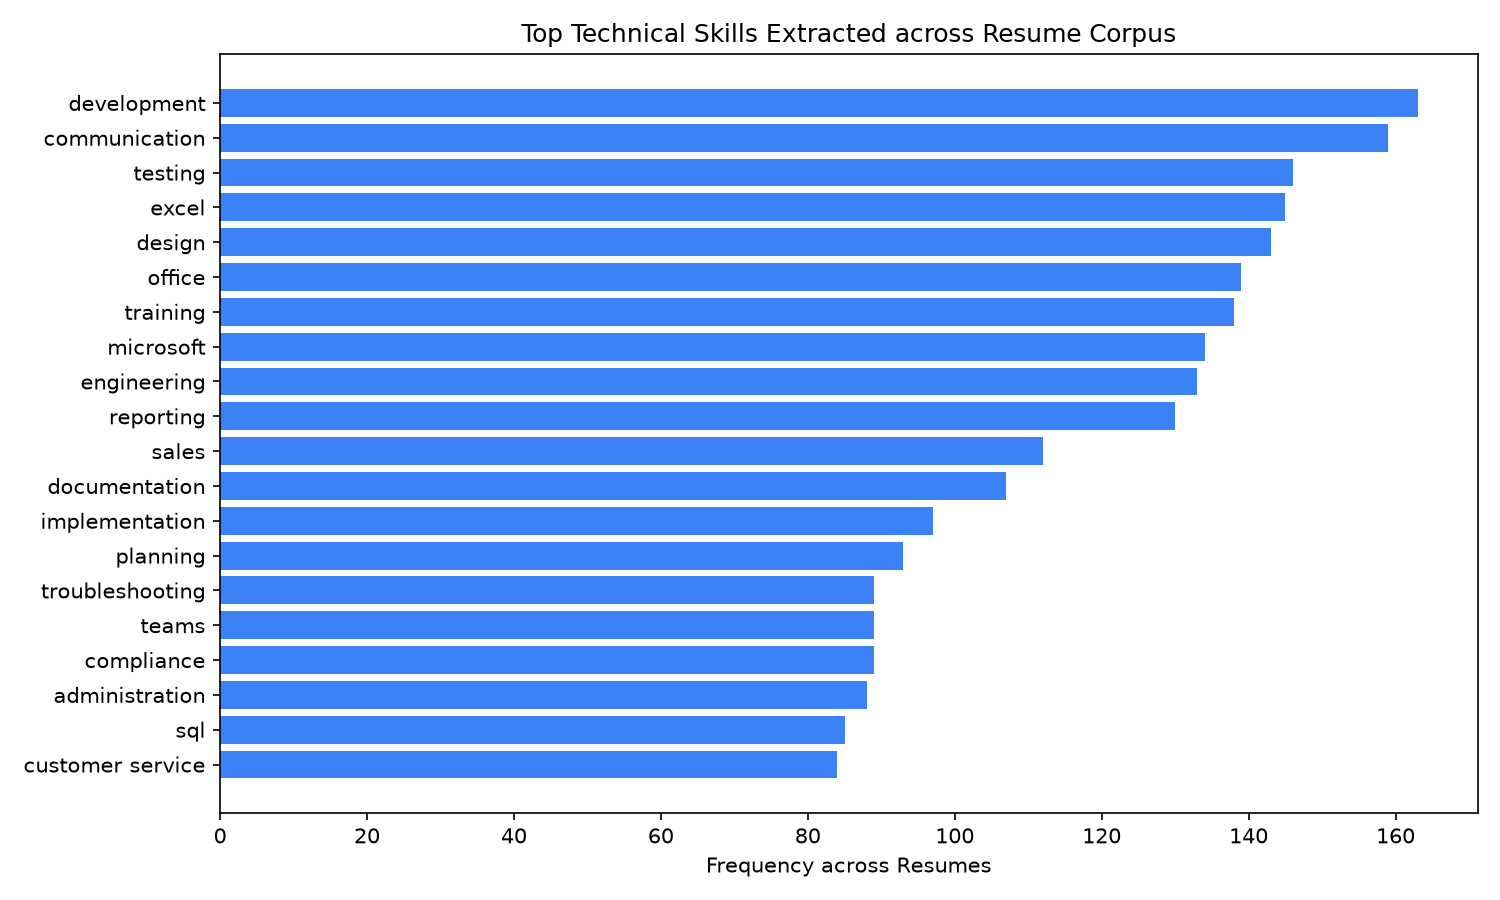 Top Technical Skills Extracted across Resume Corpus
development
communication
testing
excel
design
office
training
microsoft
engineering
reporting
sales
documentation
implementation
planning
troubleshooting
teams
compliance
administration
sql
customer service
0 20 40 60 80 100 120 140 160
Frequency across Resumes